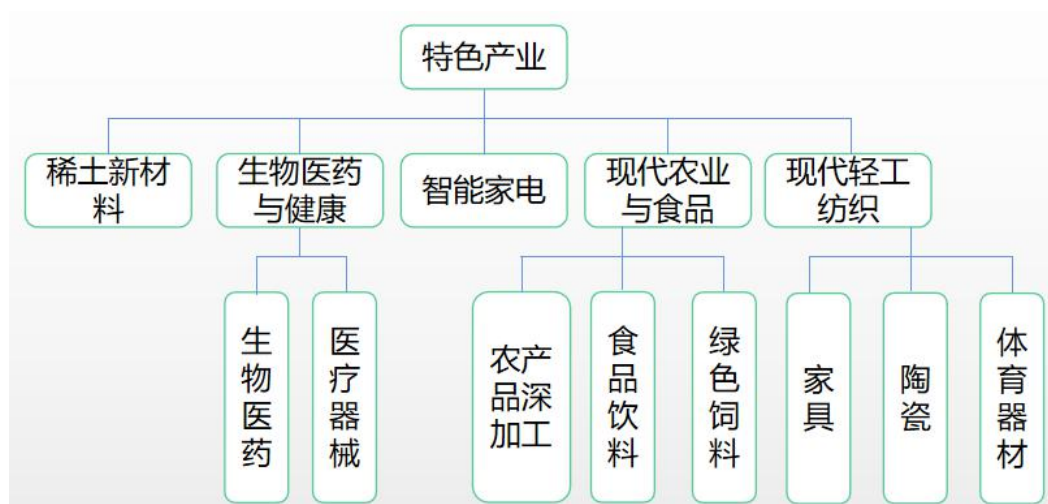 特色产业
稀土新材
料
生物医药
与健康
智能家电
现代农业
与食品
现代轻工
纺织
生物医药
医疗器械
农产
品深
加工
食品饮料
绿色饲料
家具
陶瓷
体育器材